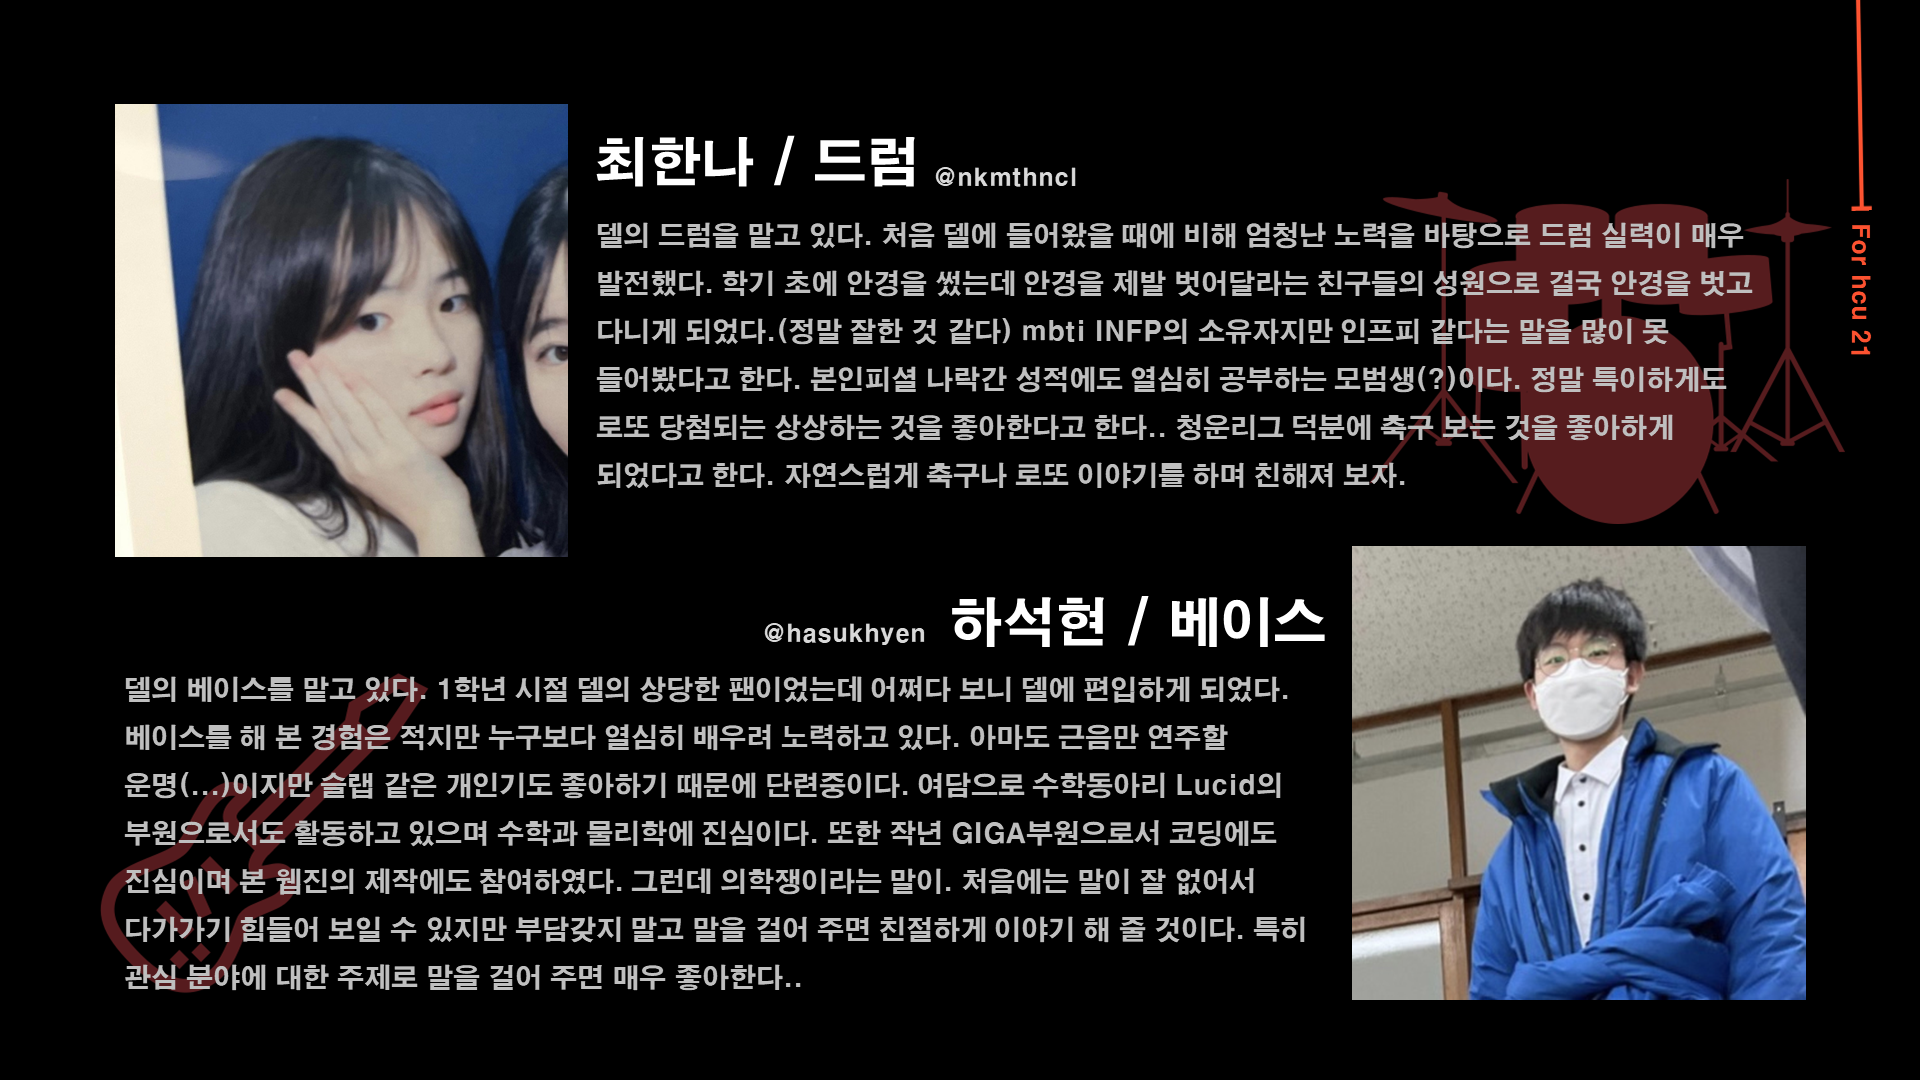 최한나 / 드럼 @nkmthncl
델의 드럼을 맡고 있다. 처음 델에 들어왔을 때에 비해 엄청난 노력을 바탕으로 드럼 실력이 매우
발전했다. 학기 초에 안경을 썼는데 안경을 제발 벗어달라는 친구들의 성원으로 결국 안경을 벗고
다니게 되었다.(정말 잘한 것 같다) mbti INFP의 소유자지만 인프피 같다는 말을 많이 못
들어봤다고 한다. 본인피셜 나락간 성적에도 열심히 공부하는 모범생(?)이다. 정말 특이하게도
로또 당첨되는 상상하는 것을 좋아한다고 한다.. 청운리그 덕분에 축구 보는 것을 좋아하게
되었다고 한다. 자연스럽게 축구나 로또 이야기를 하며 친해져 보자.
I For hcu 21
@hasukhyen 하석현 / 베이스
델의 베이스를 맡고 있다. 1학년 시절 델의 상당한 팬이었는데 어쩌다 보니 델에 편입하게 되었다.
베이스를 해 본 경험은 적지만 누구보다 열심히 배우려 노력하고 있다. 아마도 근음만 연주할
운명(...)이지만 슬랩 같은 개인기도 좋아하기 때문에 단련중이다. 여담으로 수학동아리 Lucid의
부원으로서도 활동하고 있으며 수학과 물리학에 진심이다. 또한 작년 GIGA부원으로서 코딩에도
진심이며 본 웹진의 제작에도 참여하였다. 그런데 의학쟁이라는 말이. 처음에는 말이 잘 없어서
다가가기 힘들어 보일 수 있지만 부담갖지 말고 말을 걸어 주면 친절하게 이야기 해 줄 것이다. 특히
관심 분야에 대한 주제로 말을 걸어 주면 매우 좋아한다..